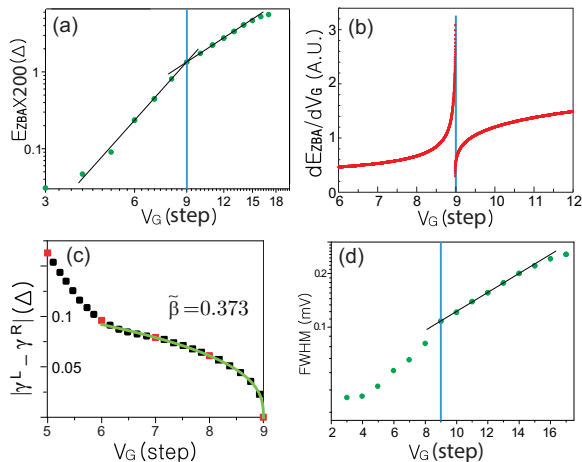 (a)
E_ZBA X200 (Δ)
1
0.1
3 6 9 12 15 18
V_G (step)
(b)
dE_ZBA/dV_G (A.U.)
3
2
1
0
6 7 8 9 10 11 12
V_G (step)
(c)
β̃ = 0.373
|γ^L − γ^R| (Δ)
0.1
0.05
5 6 7 8 9
V_G (step)
(d)
FWHM (mV)
0.2
0.1
2 4 6 8 10 12 14 16
V_G (step)